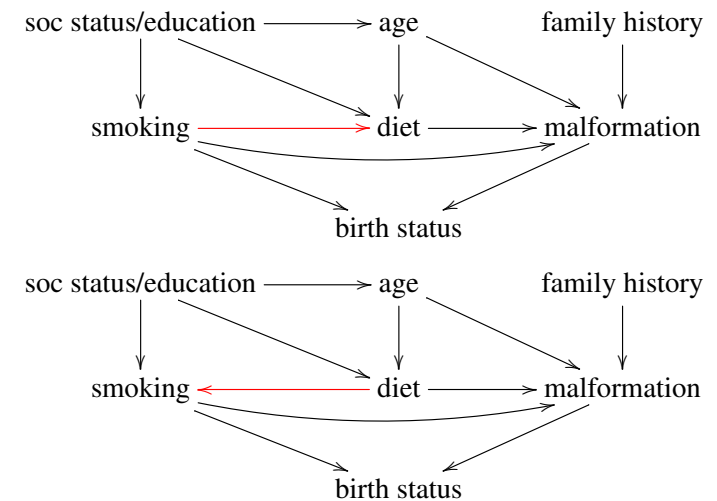 soc status/education age family history
smoking diet malformation
birth status
soc status/education age family history
smoking diet malformation
birth status